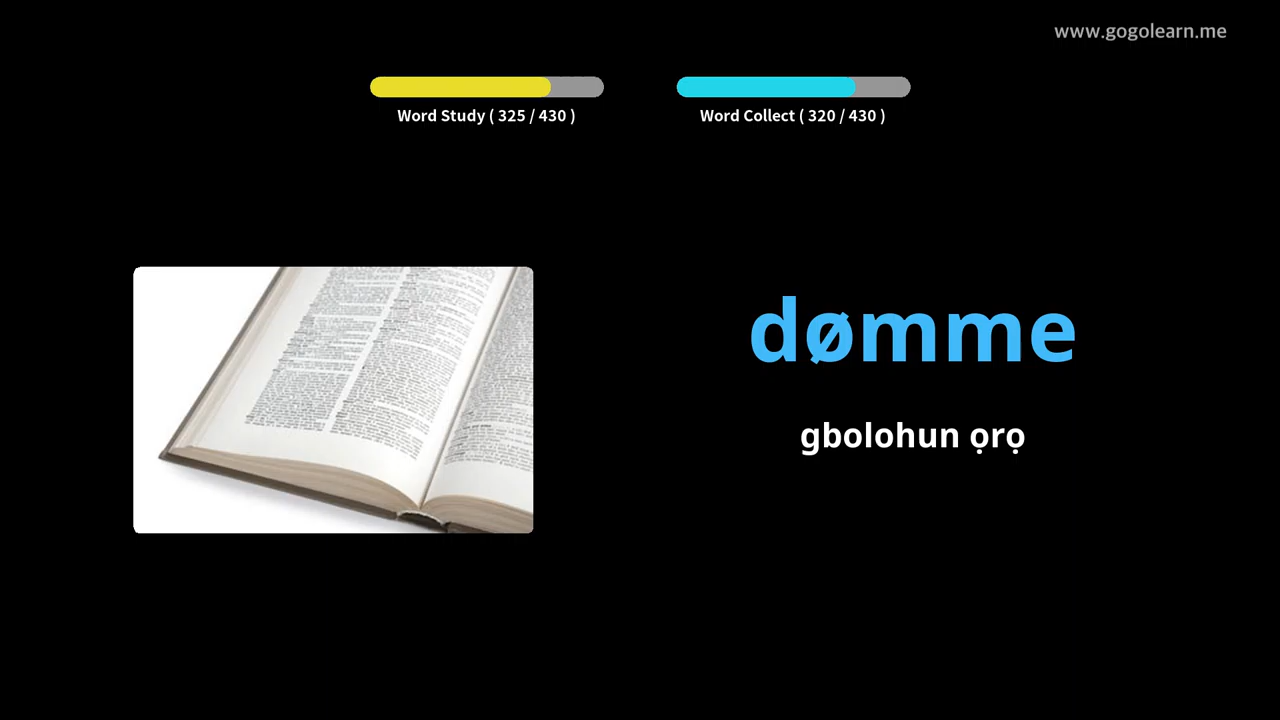 www.gogolearn.me
Word Study ( 325 / 430 )
Word Collect ( 320 / 430 )
dømme
gbolohun ọrọ